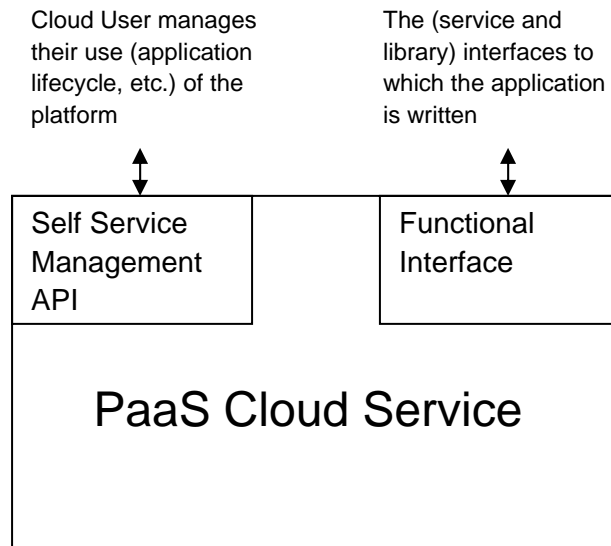 Cloud User manages
their use (application
lifecycle, etc.) of the
platform
The (service and
library) interfaces to
which the application
is written
Self Service
Management
API
Functional
Interface
PaaS Cloud Service